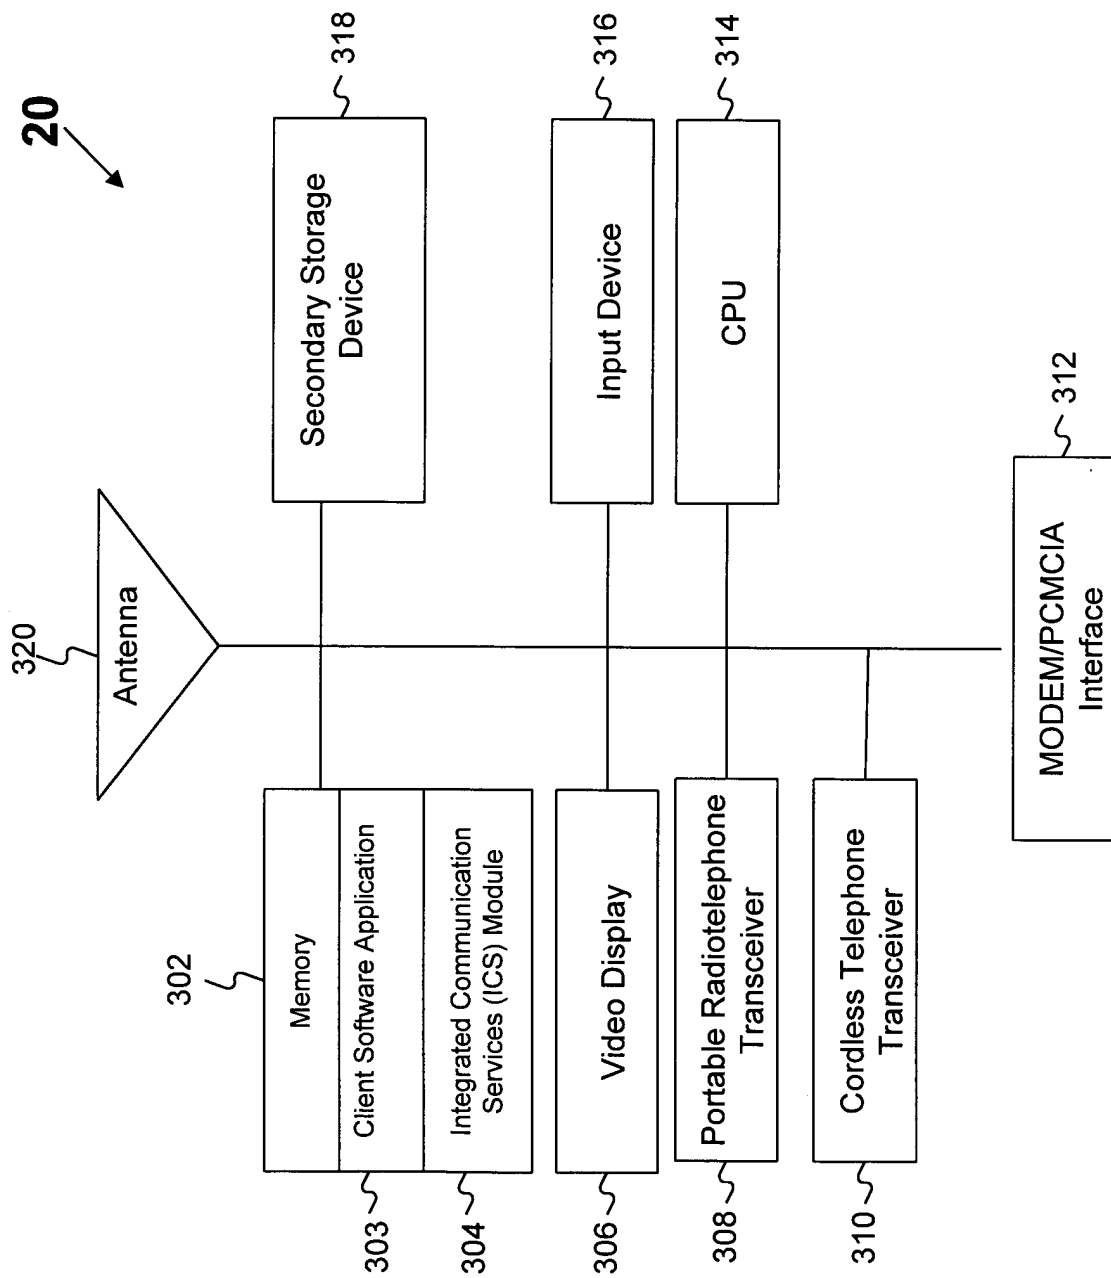 20
320
Antenna
302
Memory
303
Client Software Application
304
Integrated Communication
Services (ICS) Module
318
Secondary Storage
Device
306
Video Display
316
Input Device
308
Portable Radiotelephone
Transceiver
314
CPU
310
Cordless Telephone
Transceiver
312
MODEM/PCMCIA
Interface